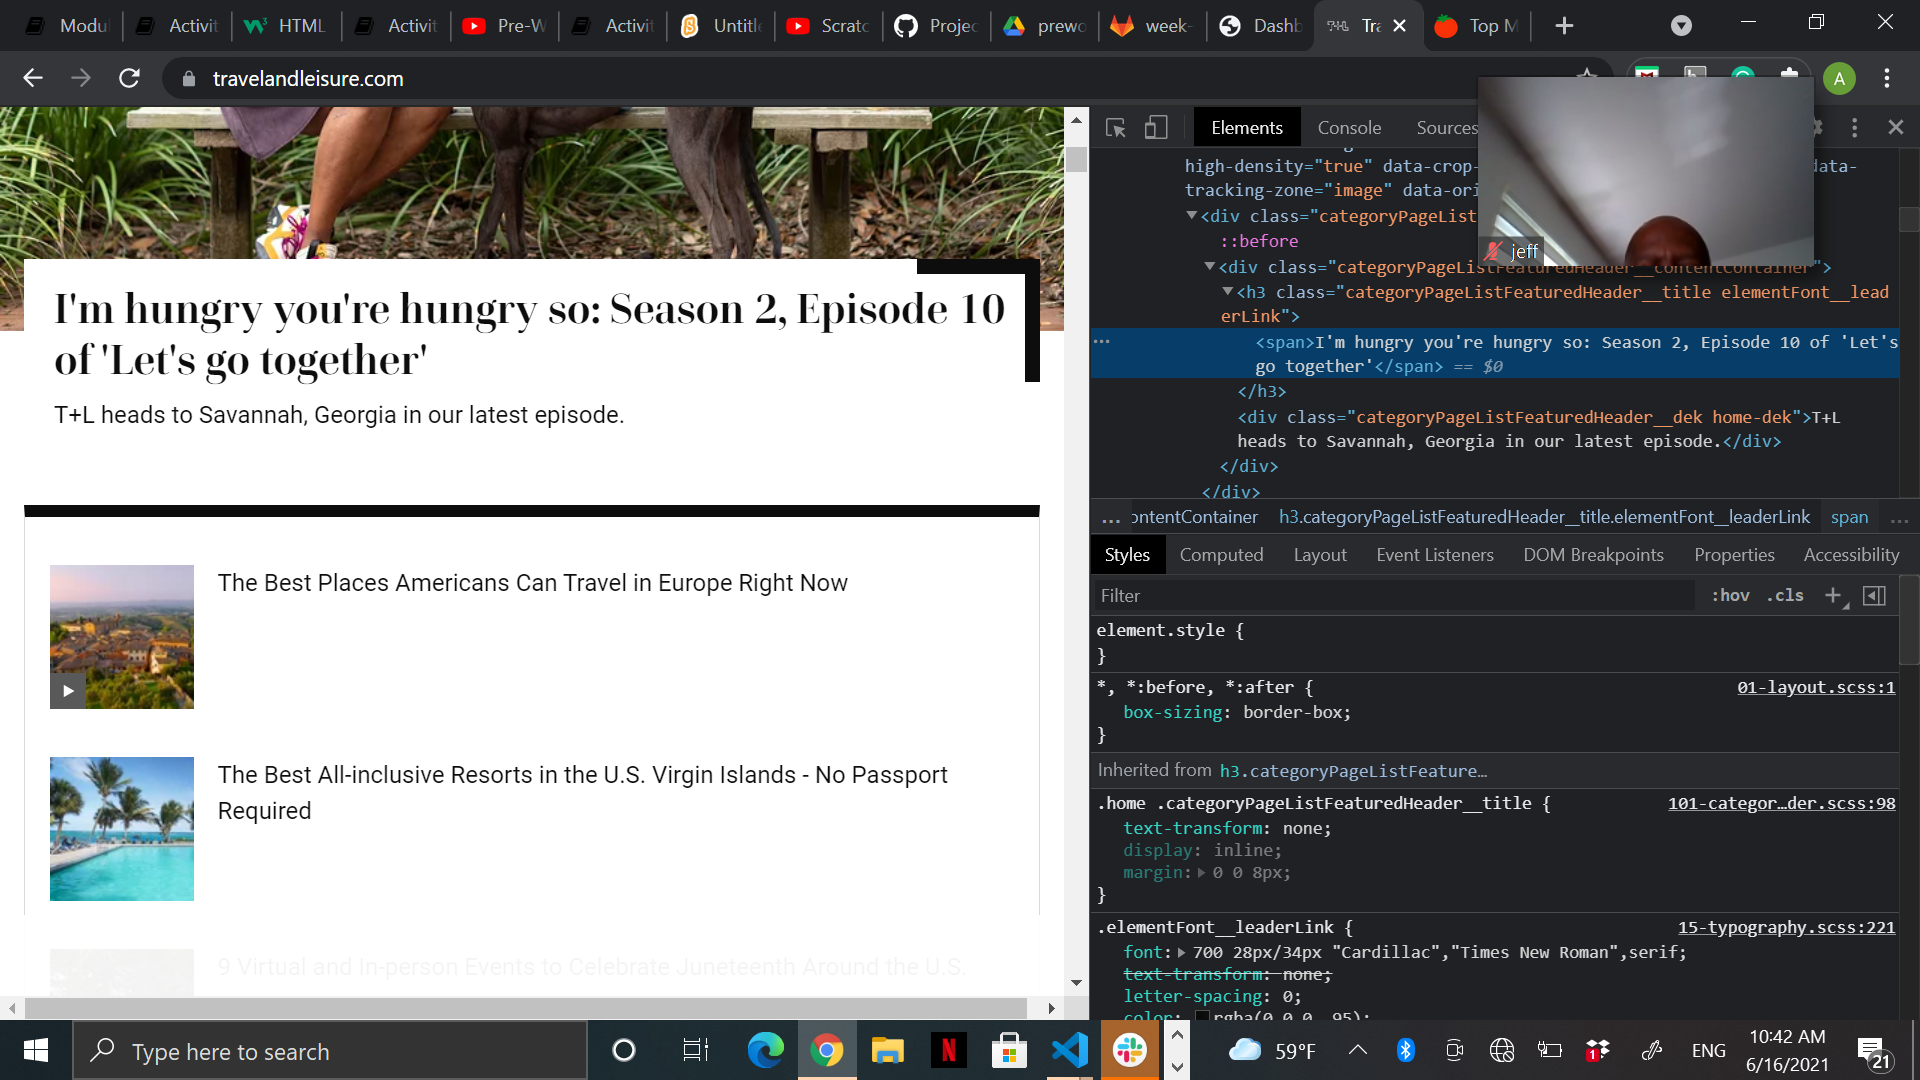 Modul
Activit
HTML
Activit
Pre-W
Activit
Untitle
Scratc
Projec
prewo
week-
Dashb
Tra
Top M
travelandleisure.com
A
Elements
Console
Sources
high-density="true" data-crop-
data-
tracking-zone="image" data-ori
<div class="categoryPageList
::before
jeff
<div class="categoryPageListFeaturedHeader__contentContainer">
<h3 class="categoryPageListFeaturedHeader__title elementFont__lead
erLink">
<span>I'm hungry you're hungry so: Season 2, Episode 10 of 'Let's
go together'</span> == $0
</h3>
<div class="categoryPageListFeaturedHeader__dek home-dek">T+L
heads to Savannah, Georgia in our latest episode.</div>
</div>
</div>
... ontentContainer h3.categoryPageListFeaturedHeader__title.elementFont__leaderLink span ...
Styles Computed Layout Event Listeners DOM Breakpoints Properties Accessibility
Filter
:hov .cls
element.style {
}
*, *:before, *:after {
01-layout.scss:1
box-sizing: border-box;
}
Inherited from h3.categoryPageListFeature…
.home .categoryPageListFeaturedHeader__title {
101-categor…der.scss:98
text-transform: none;
display: inline;
margin: 0 0 8px;
}
.elementFont__leaderLink {
15-typography.scss:221
font: 700 28px/34px "Cardillac","Times New Roman",serif;
text-transform: none;
letter-spacing: 0;
color: rgba(0,0,0,.95);
I'm hungry you're hungry so: Season 2, Episode 10
of 'Let's go together'
T+L heads to Savannah, Georgia in our latest episode.
The Best Places Americans Can Travel in Europe Right Now
The Best All-inclusive Resorts in the U.S. Virgin Islands - No Passport
Required
9 Virtual and In-person Events to Celebrate Juneteenth Around the U.S.
Type here to search
N
59°F
1
ENG
10:42 AM
6/16/2021
21